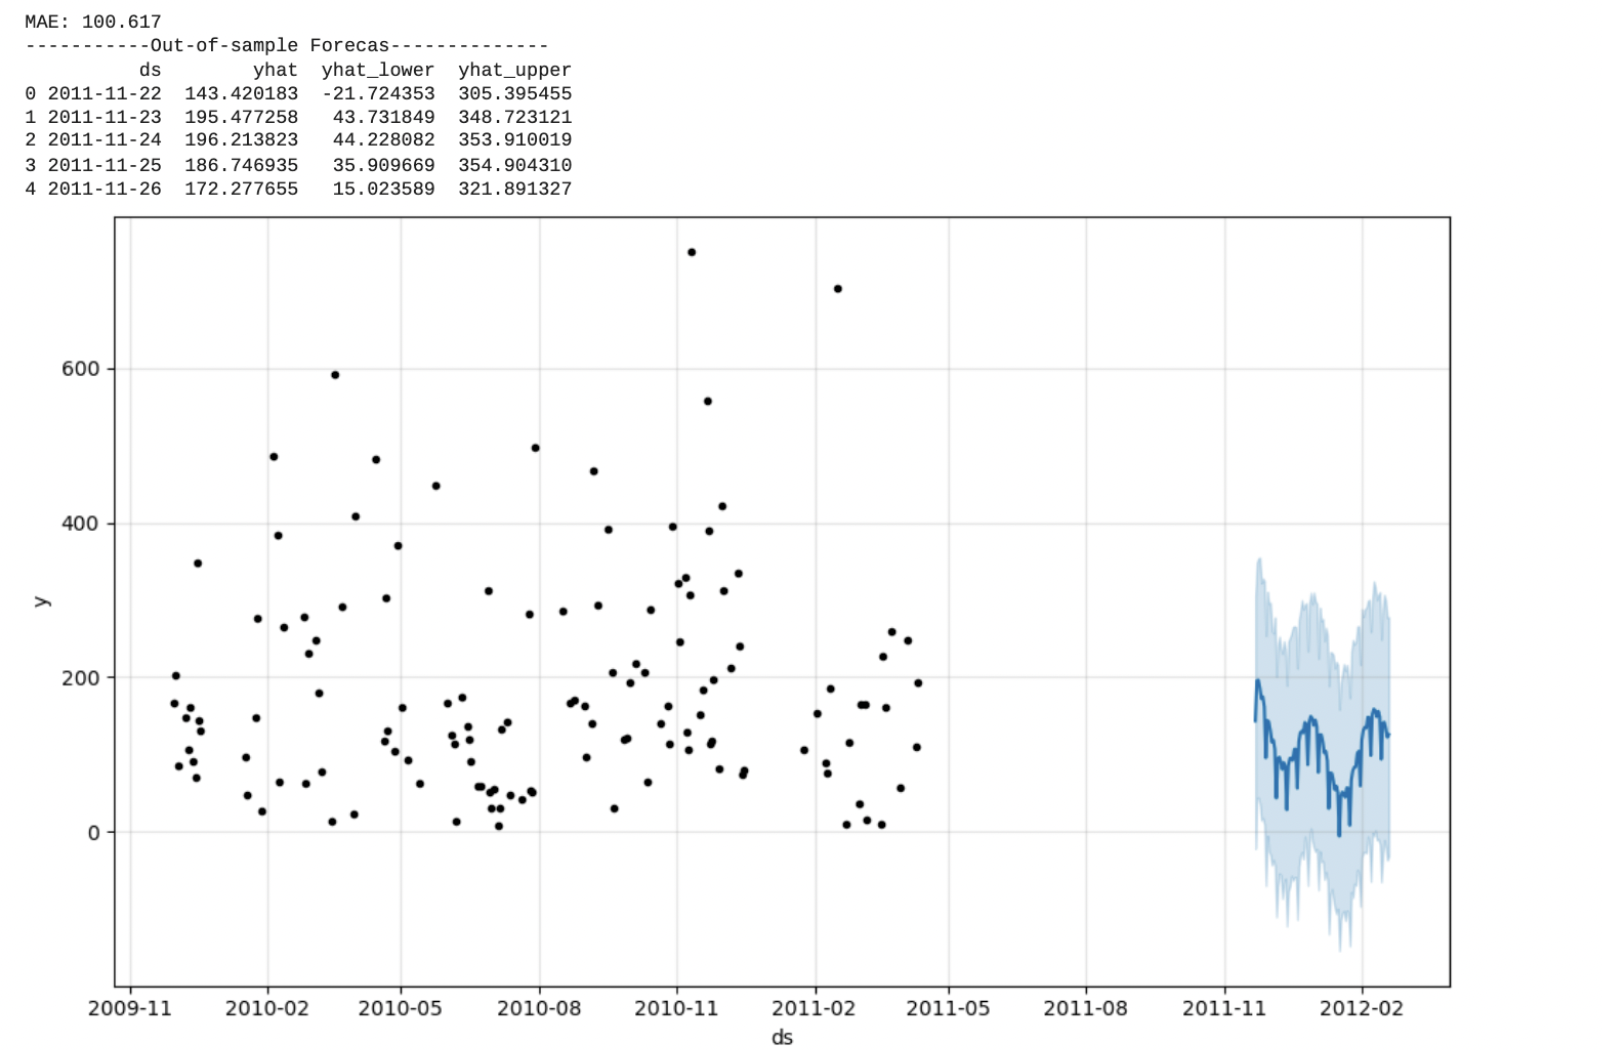 MAE: 100.617
-----------Out-of-sample Forecas--------------
ds yhat yhat_lower yhat_upper
0 2011-11-22 143.420183 -21.724353 305.395455
1 2011-11-23 195.477258 43.731849 348.723121
2 2011-11-24 196.213823 44.228082 353.910019
3 2011-11-25 186.746935 35.909669 354.904310
4 2011-11-26 172.277655 15.023589 321.891327
600
400
200
0
y
2009-11 2010-02 2010-05 2010-08 2010-11 2011-02 2011-05 2011-08 2011-11 2012-02
ds